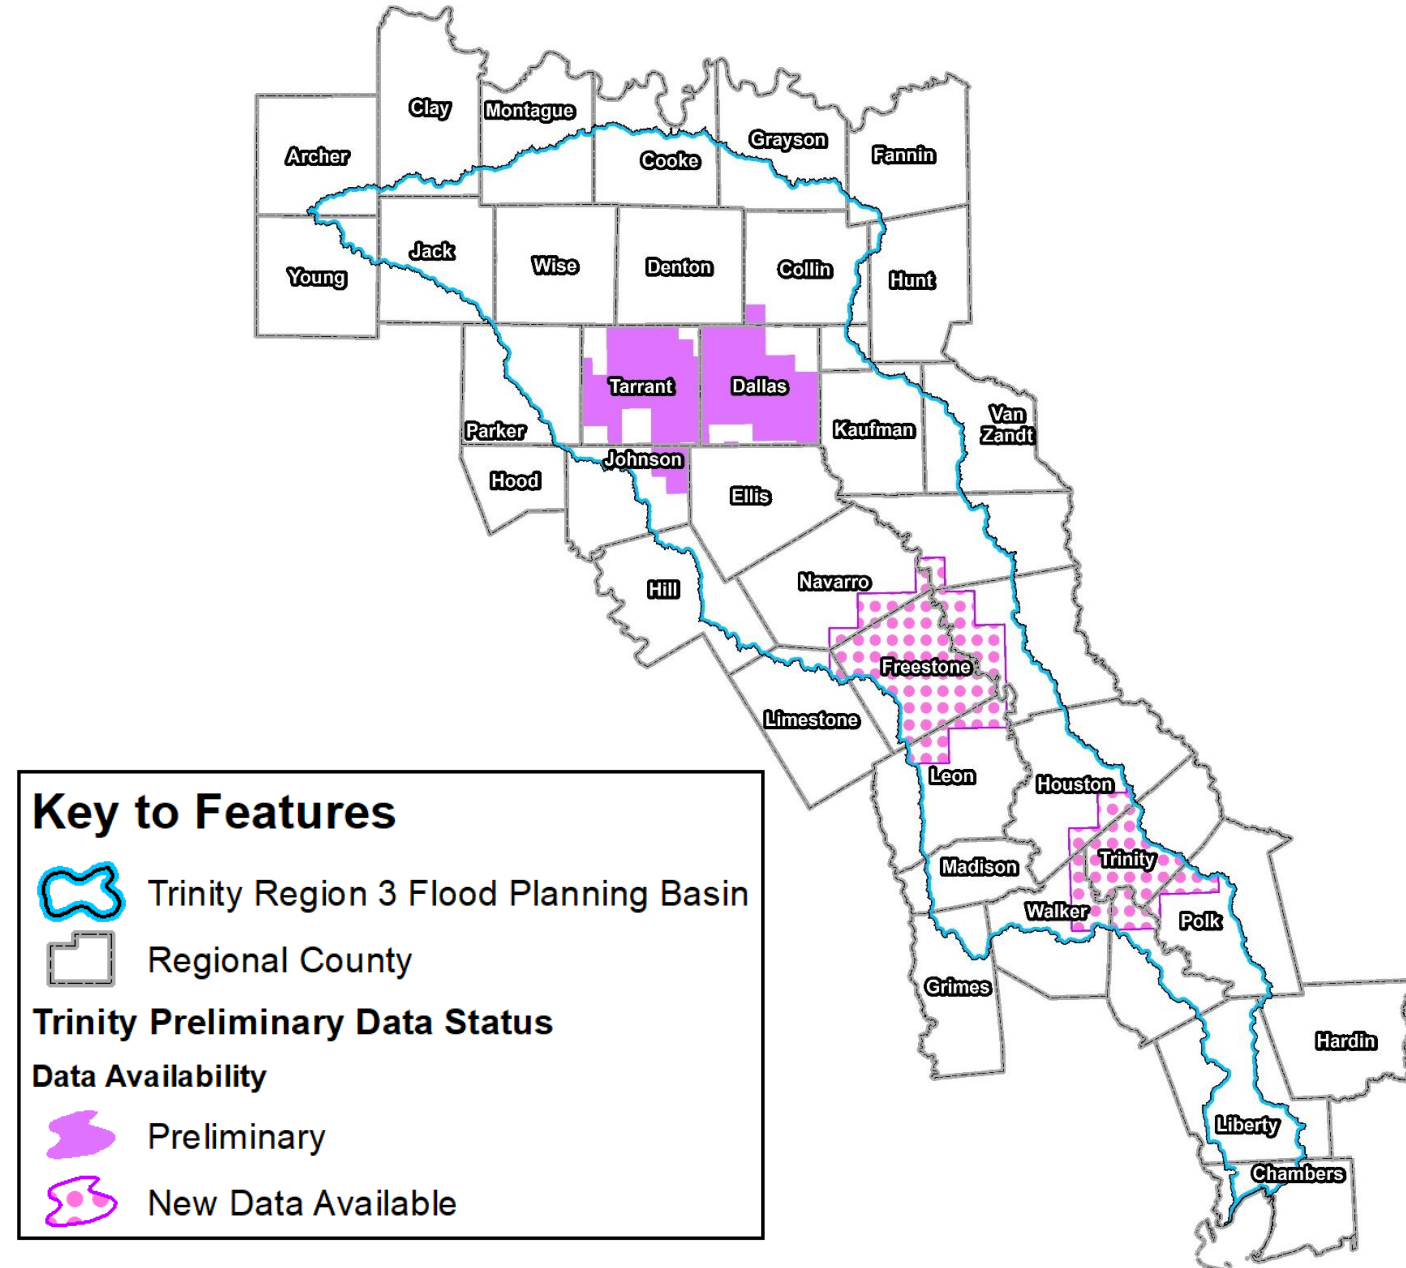 Clay
Montague
Grayson
Archer
Cooke
Fannin
Jack
Wise
Denton
Collin
Young
Hunt
Tarrant
Dallas
Parker
Kaufman
Van
Zandt
Johnson
Hood
Ellis
Hill
Navarro
Freestone
Limestone
Leon
Houston
Madison
Trinity
Walker
Polk
Grimes
Hardin
Liberty
Chambers
Key to Features
Trinity Region 3 Flood Planning Basin
Regional County
Trinity Preliminary Data Status
Data Availability
Preliminary
New Data Available